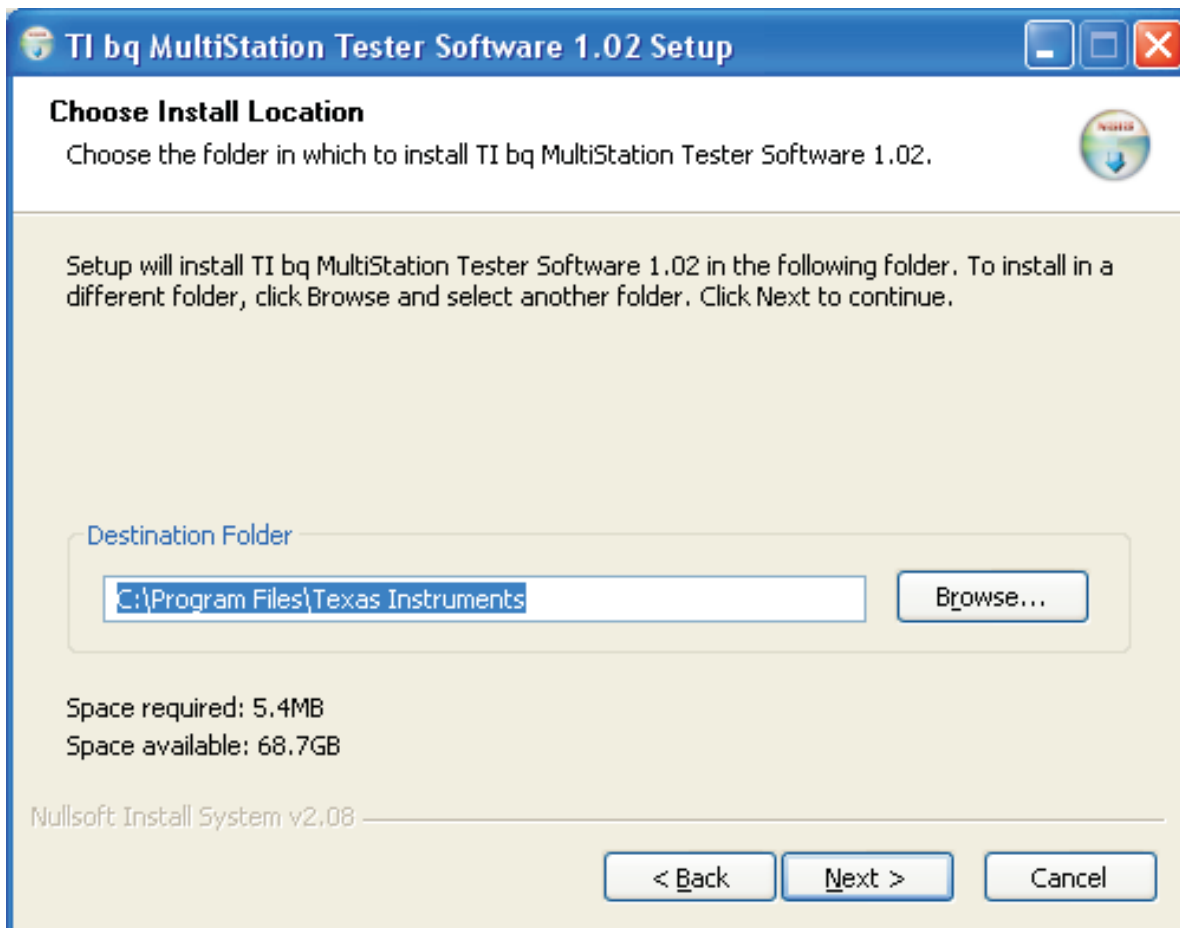 TI bq MultiStation Tester Software 1.02 Setup
Choose Install Location
Choose the folder in which to install TI bq MultiStation Tester Software 1.02.
Setup will install TI bq MultiStation Tester Software 1.02 in the following folder. To install in a
different folder, click Browse and select another folder. Click Next to continue.
Destination Folder
C:\Program Files\Texas Instruments
Browse...
Space required: 5.4MB
Space available: 68.7GB
Nullsoft Install System v2.08
< Back
Next >
Cancel